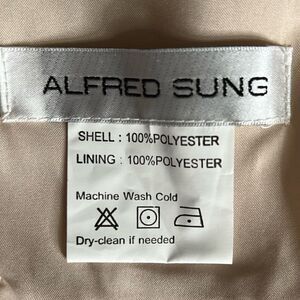 ALFRED SUNG
SHELL : 100%POLYESTER
LINING : 100%POLYESTER
Machine Wash Cold
Dry-clean if needed